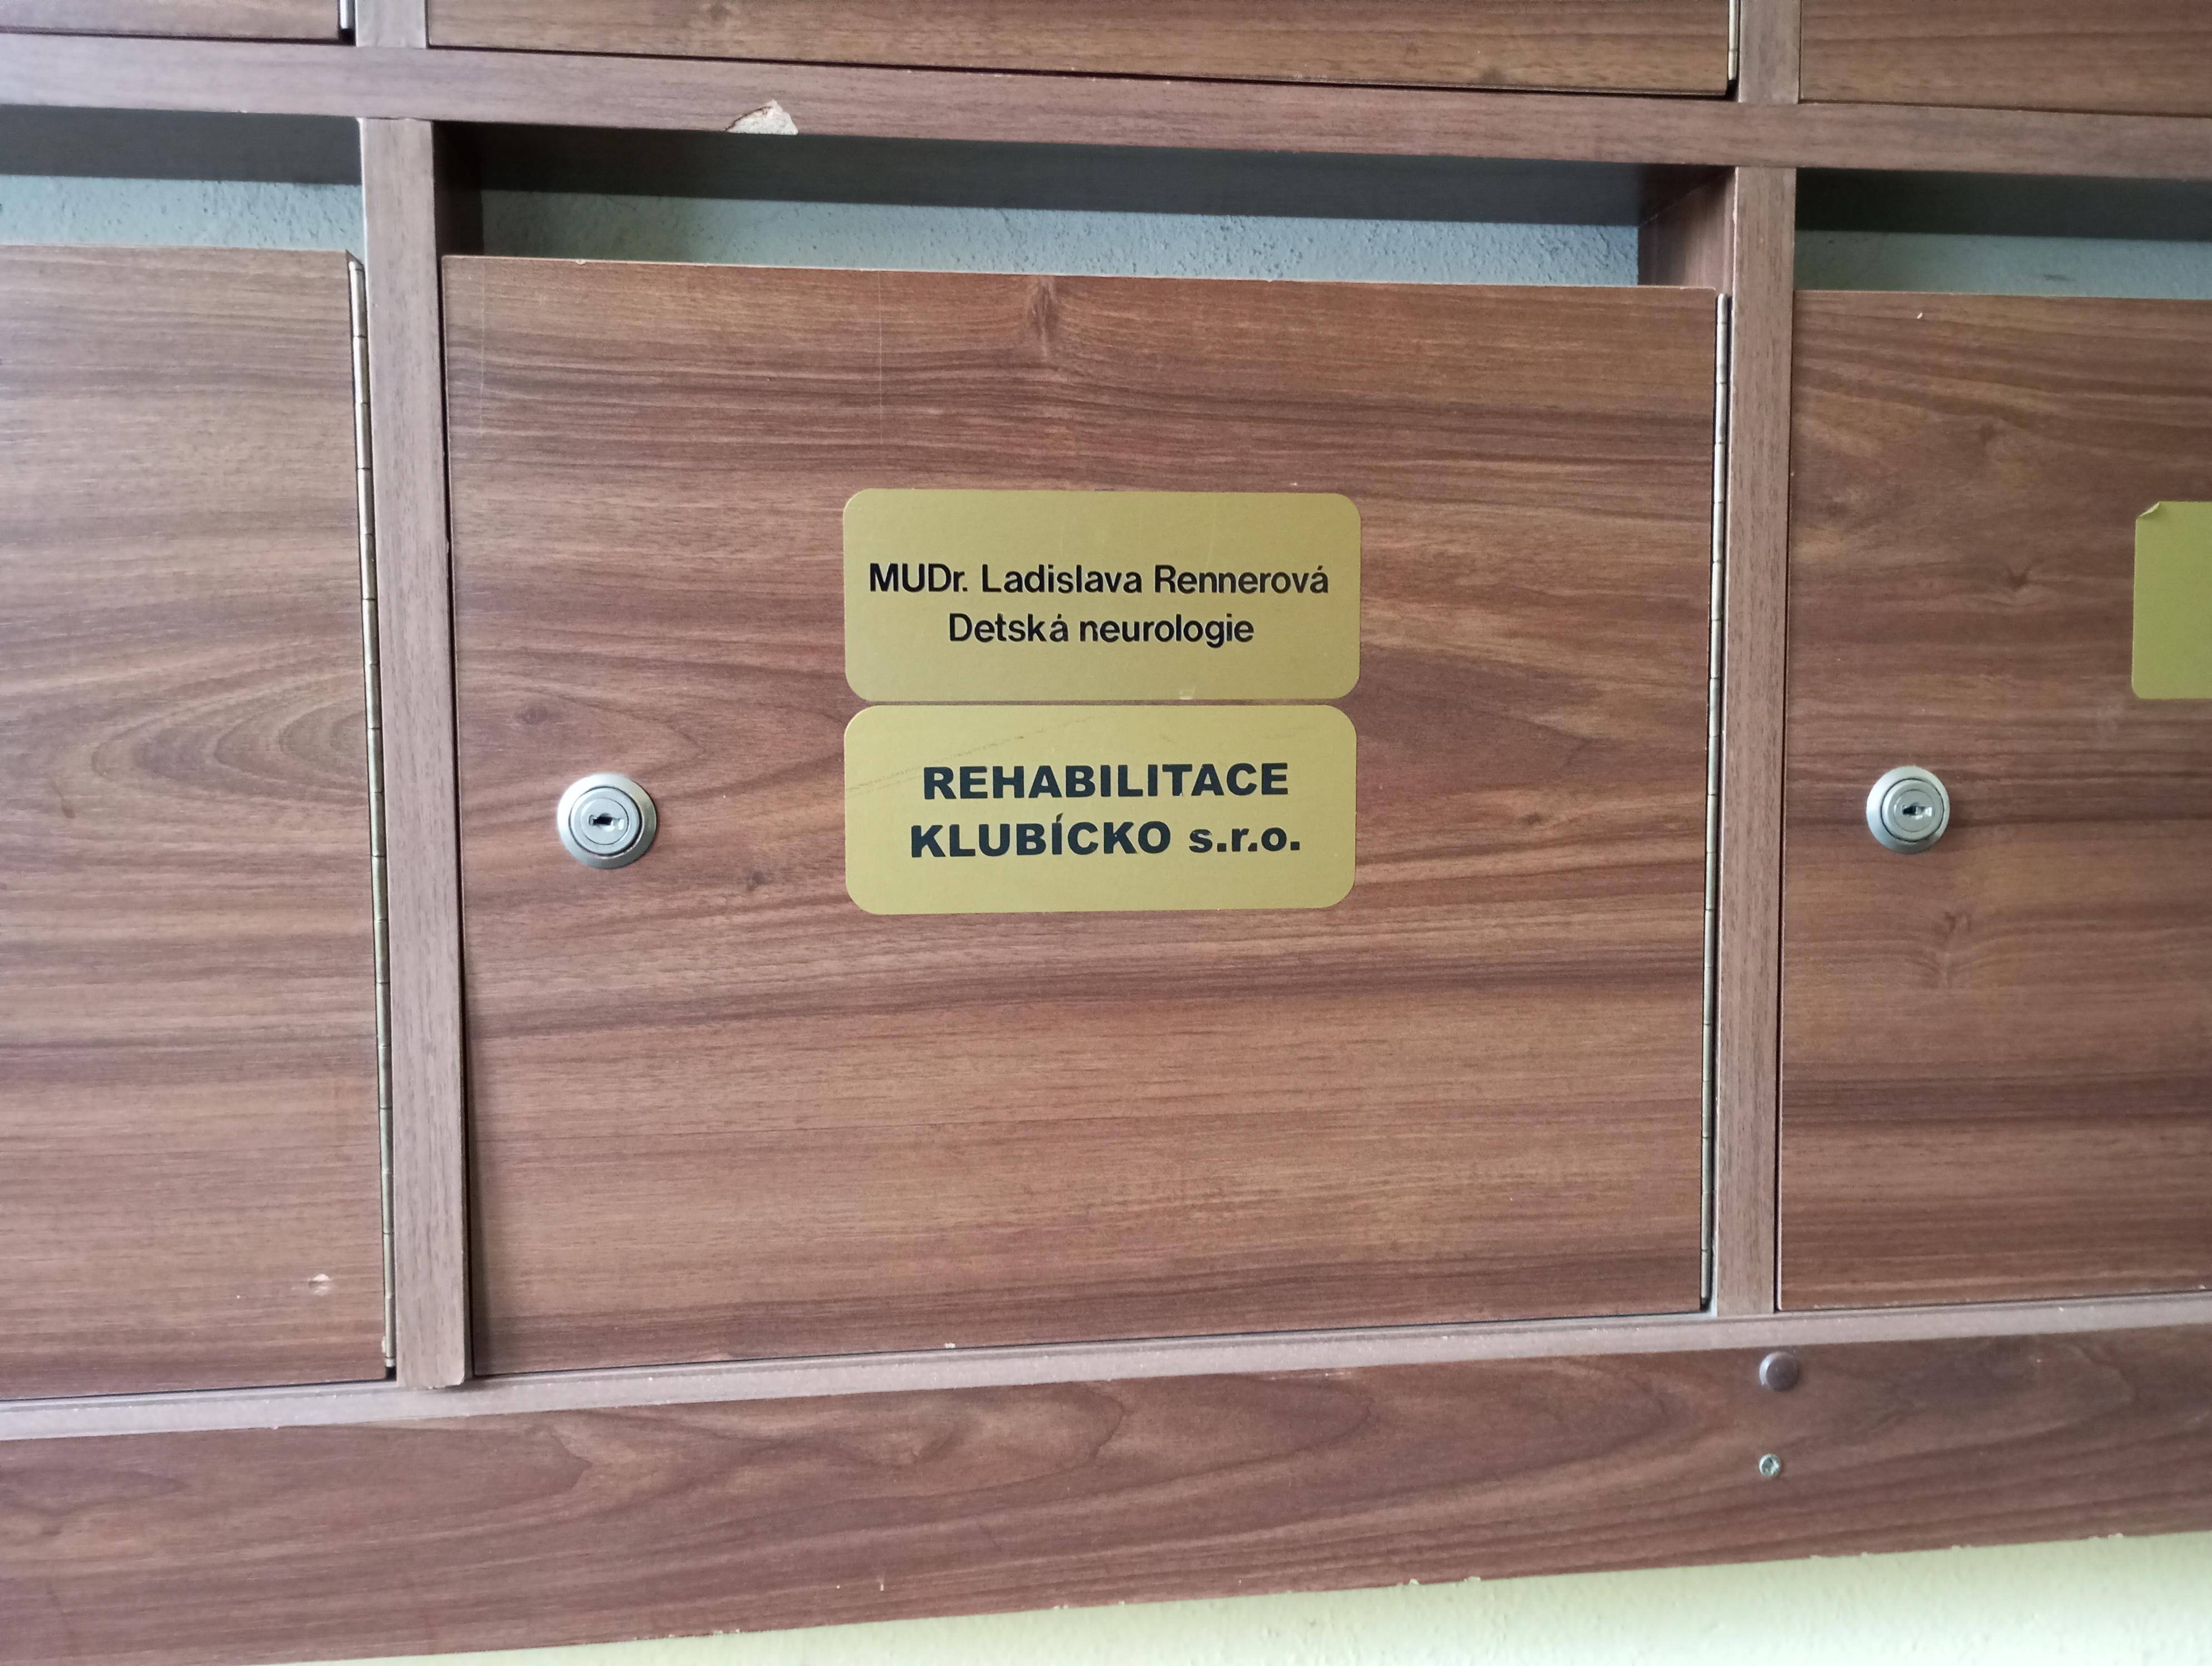 MUDr. Ladislava Rennerová
Detská neurologie
REHABILITACE
KLUBÍCKO s.r.o.